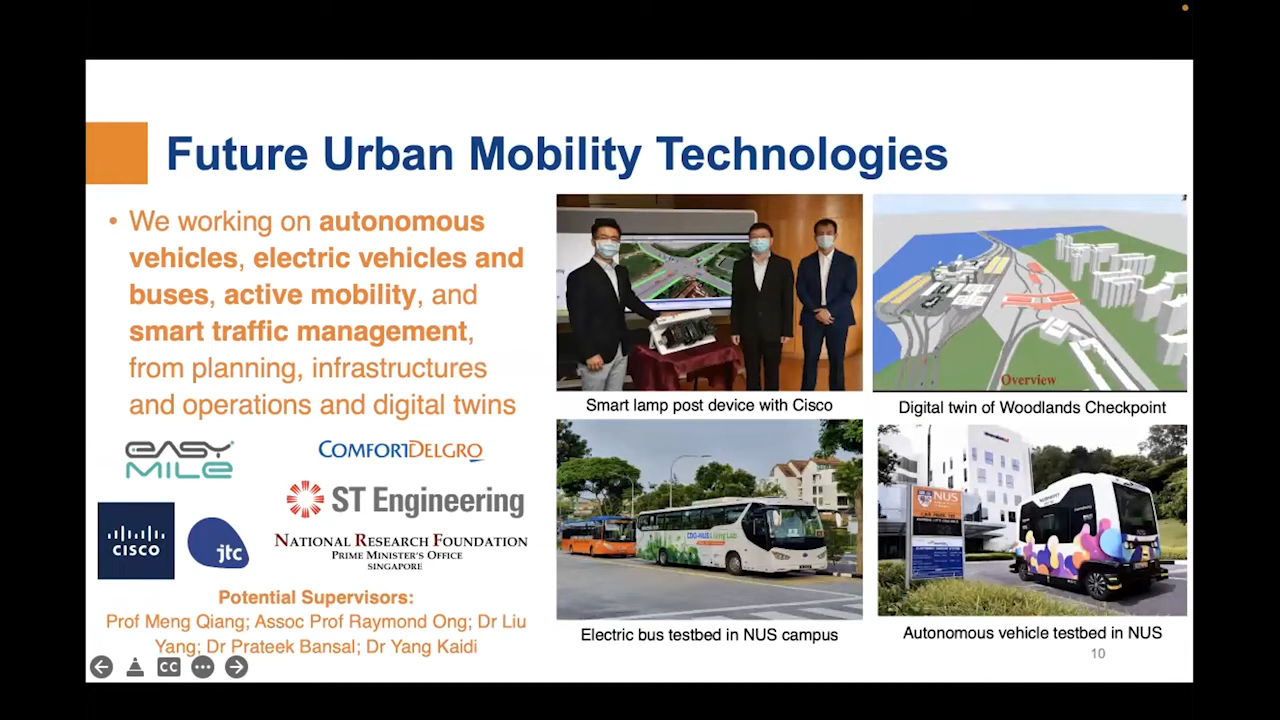 Future Urban Mobility Technologies
• We working on autonomous
vehicles, electric vehicles and
buses, active mobility, and
smart traffic management,
from planning, infrastructures
and operations and digital twins
EASY
MILE
COMFORTDELGRO
ST Engineering
CISCO
jtc
NATIONAL RESEARCH FOUNDATION
PRIME MINISTER'S OFFICE
SINGAPORE
Potential Supervisors:
Prof Meng Qiang; Assoc Prof Raymond Ong; Dr Liu
Yang; Dr Prateek Bansal; Dr Yang Kaidi
Smart lamp post device with Cisco
Overview
Digital twin of Woodlands Checkpoint
Electric bus testbed in NUS campus
NUS
Autonomous vehicle testbed in NUS
10
CC